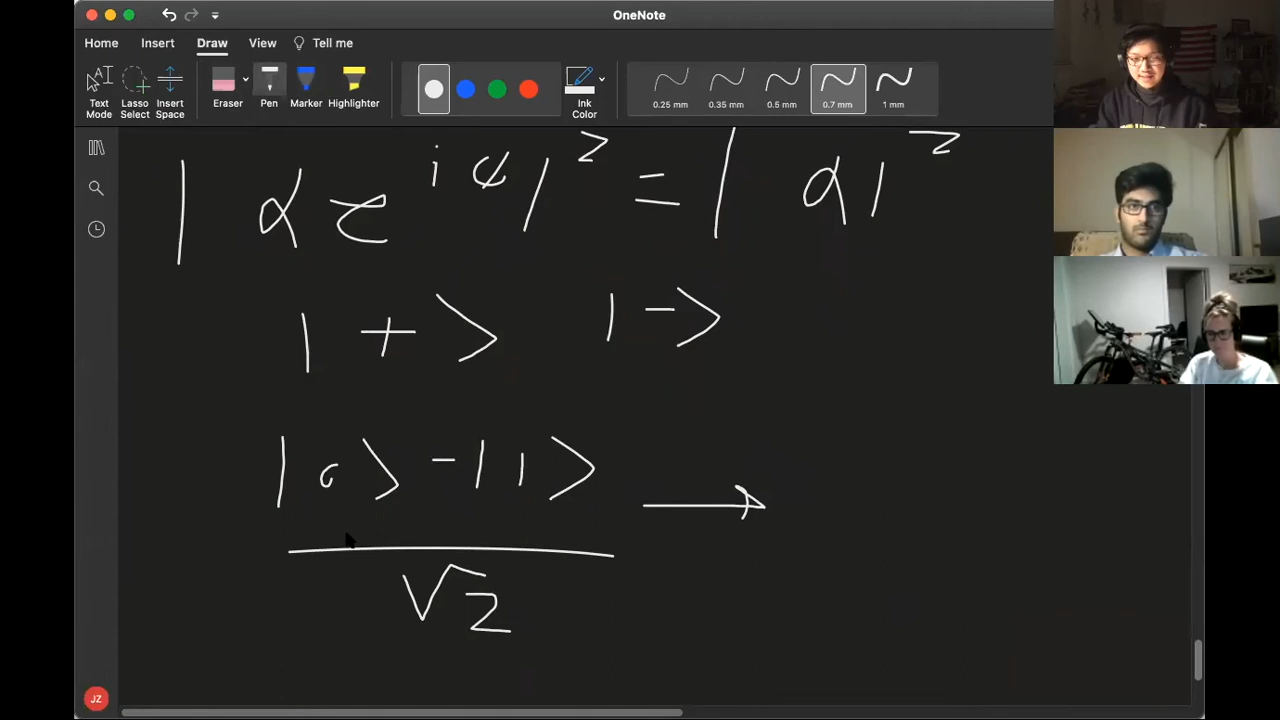 OneNote
Home Insert Draw View Tell me
Text Mode Lasso Select Insert Space Eraser Pen Marker Highlighter Ink Color 0.25 mm 0.35 mm 0.5 mm 0.7 mm 1 mm
| α e^{iφ} |^2 = | α |^2
| + > | - >
| 0 > - | 1 > →
√2
JZ